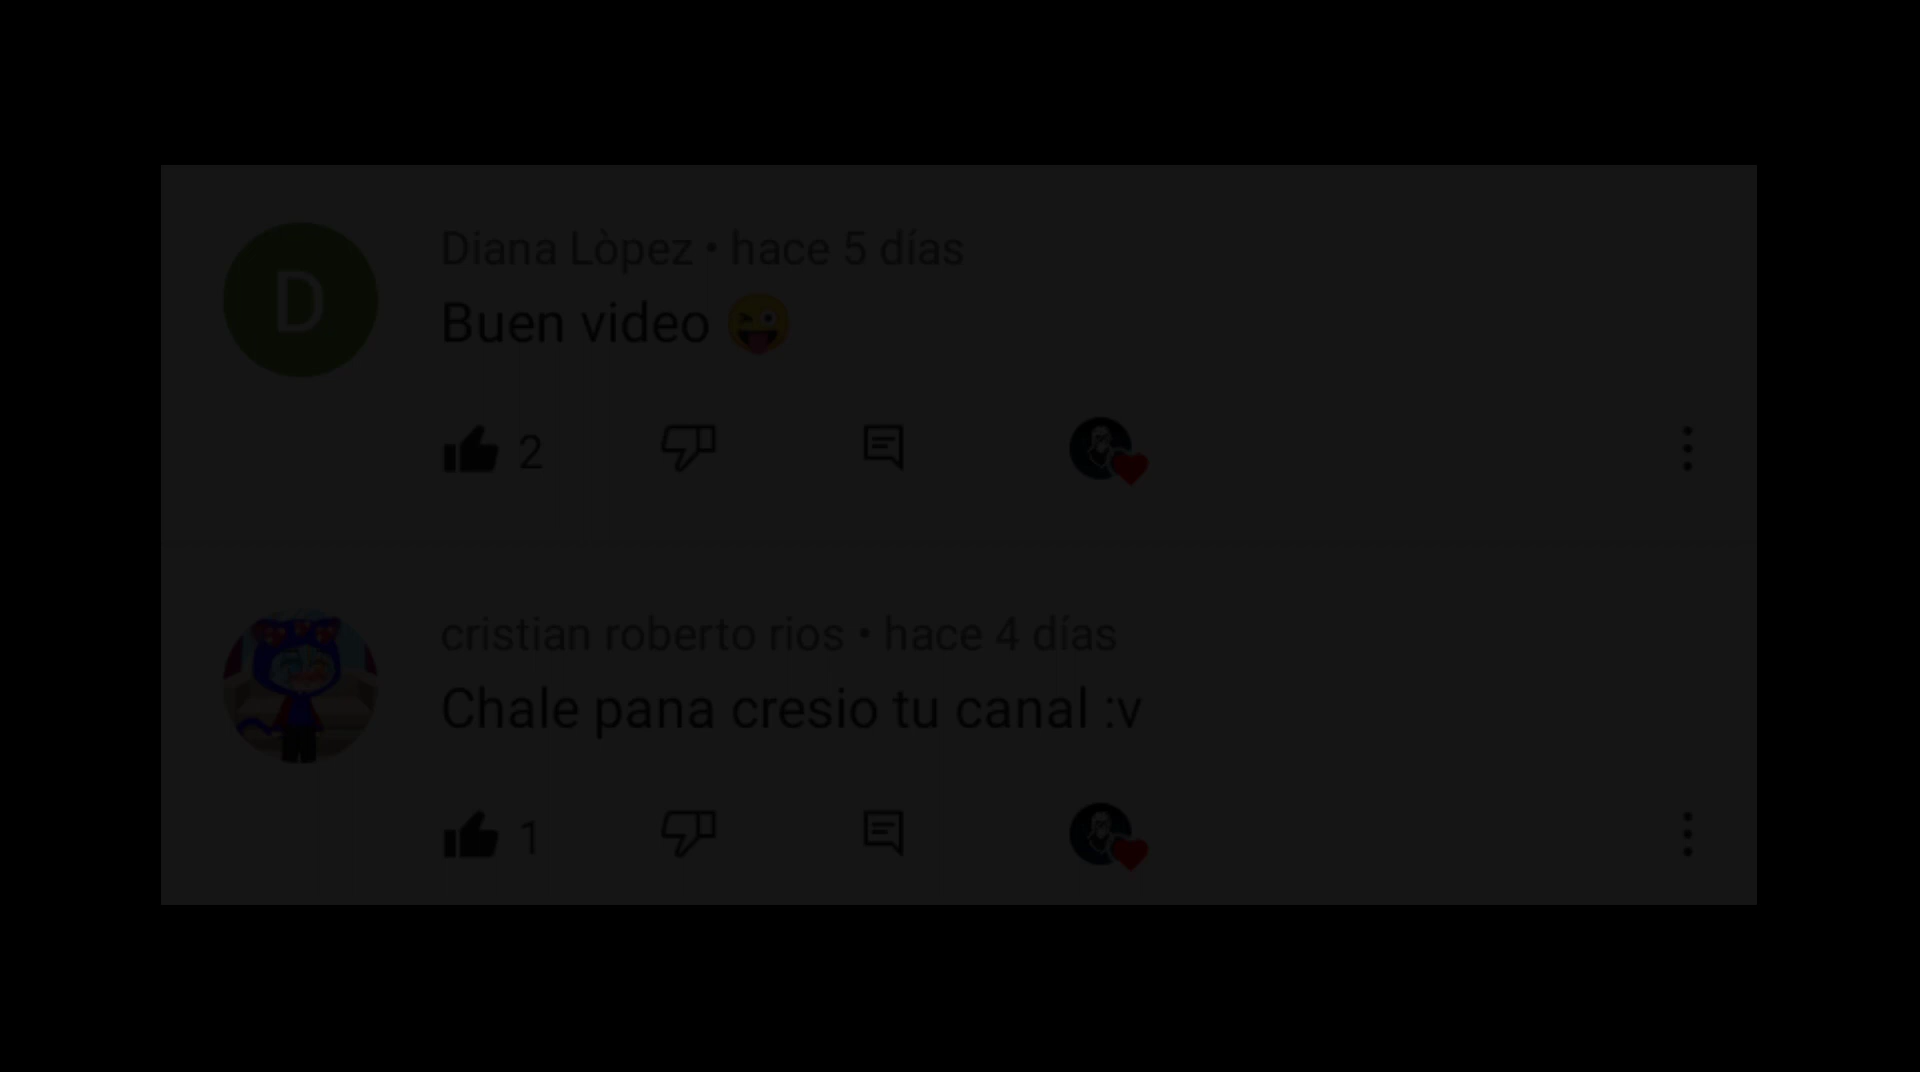 D
Diana Lòpez • hace 5 días
Buen video 😜
2
cristian roberto rios • hace 4 días
Chale pana cresio tu canal :v
1